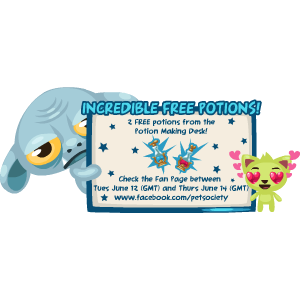 INCREDIBLE FREE POTIONS!
2 FREE potions from the
Potion Making Desk!
Check the Fan Page between
Tues June 12 (GMT) and Thurs June 14 (GMT)
www.facebook.com/petsociety